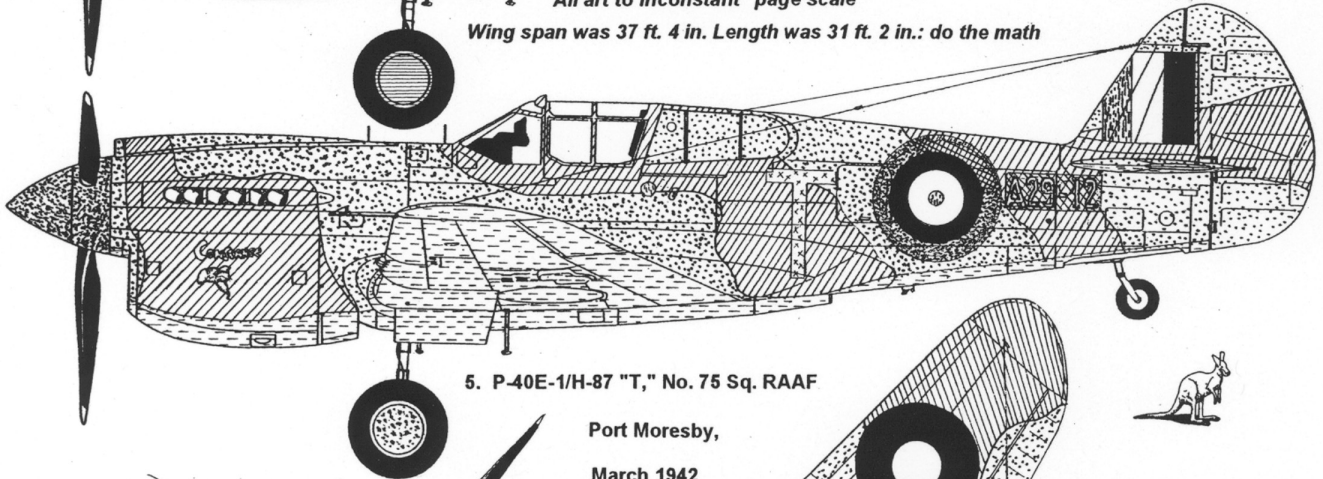 All art to inconstant "page scale"
Wing span was 37 ft. 4 in. Length was 31 ft. 2 in.: do the math
T
A29
5. P-40E-1/H-87 "T," No. 75 Sq. RAAF
Port Moresby,
March 1942